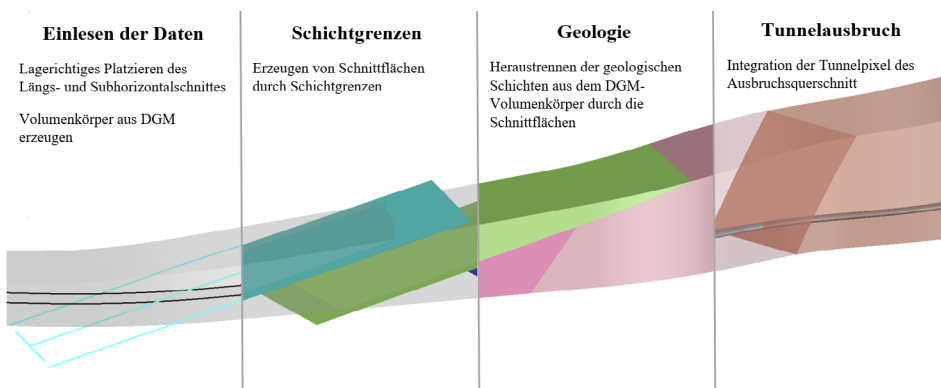 Einlesen der Daten
Lagerichtiges Platzieren des
Längs- und Subhorizontalschnittes
Volumenkörper aus DGM
erzeugen
Schichtgrenzen
Erzeugen von Schnittflächen
durch Schichtgrenzen
Geologie
Heraustrennen der geologischen
Schichten aus dem DGM-
Volumenkörper durch die
Schnittflächen
Tunnelausbruch
Integration der Tunnelpixel des
Ausbruchsquerschnitt